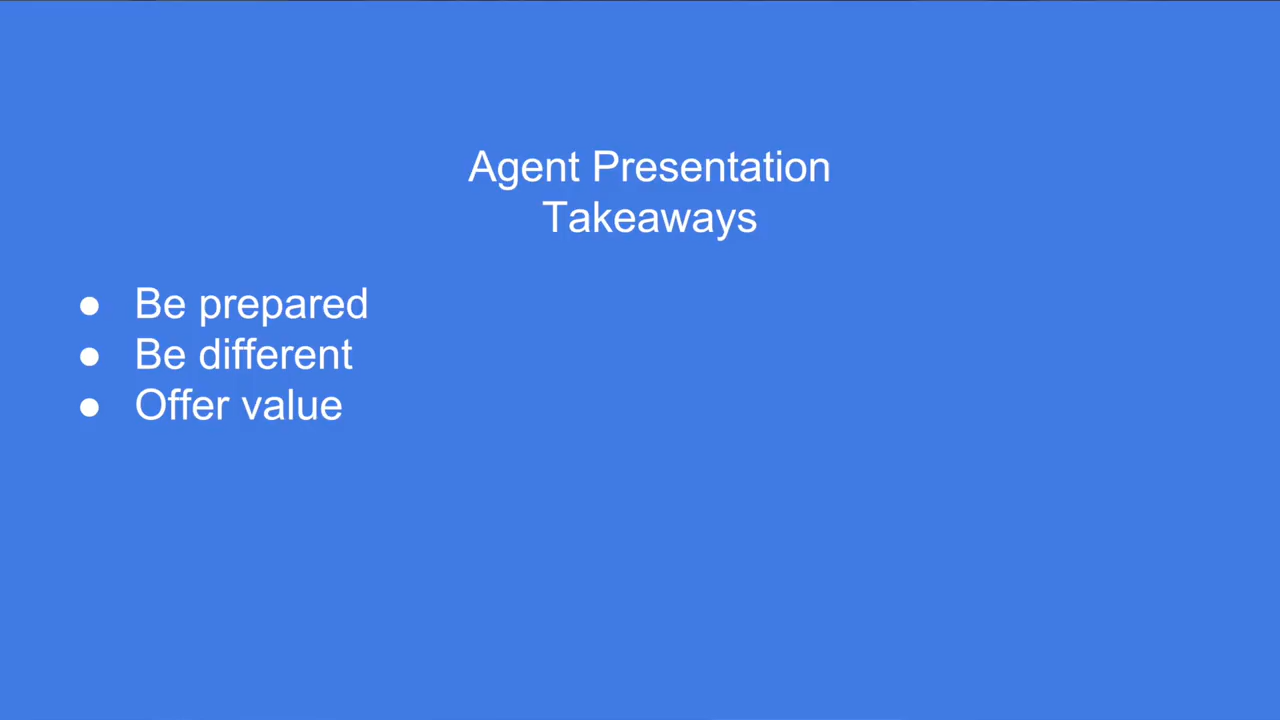 Agent Presentation
Takeaways
● Be prepared
● Be different
● Offer value